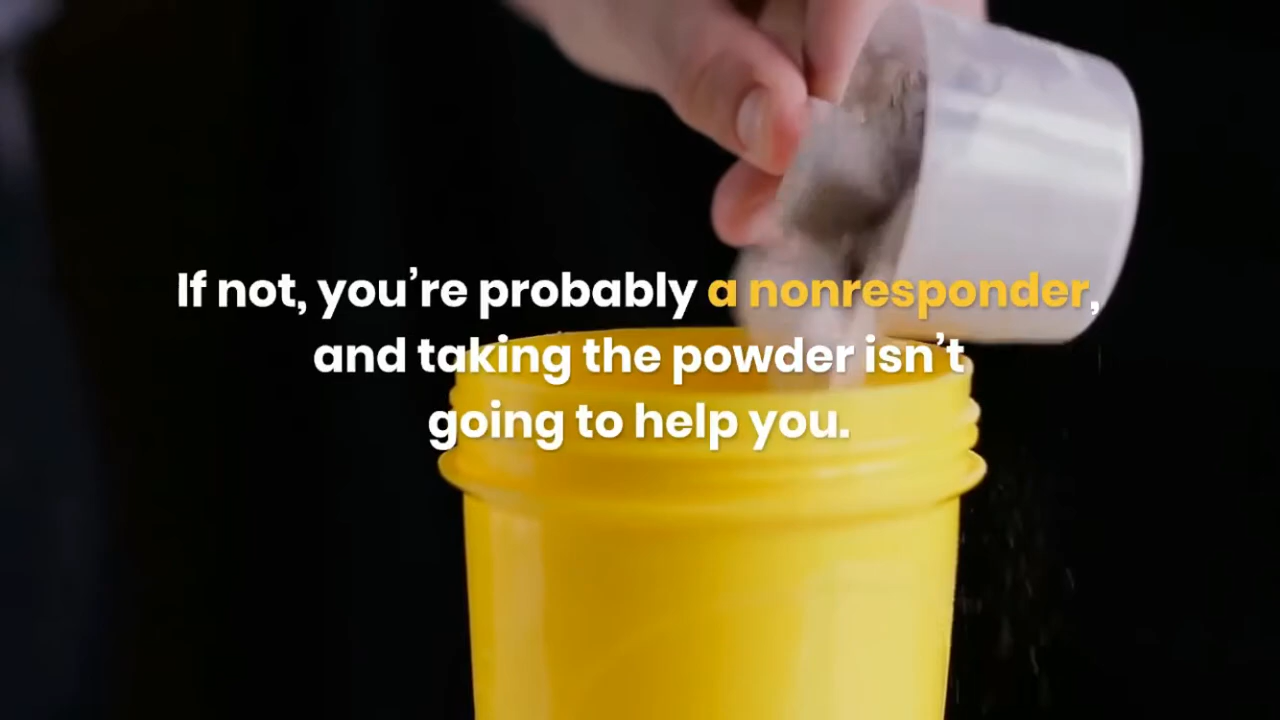 If not, you’re probably a nonresponder,
and taking the powder isn’t
going to help you.